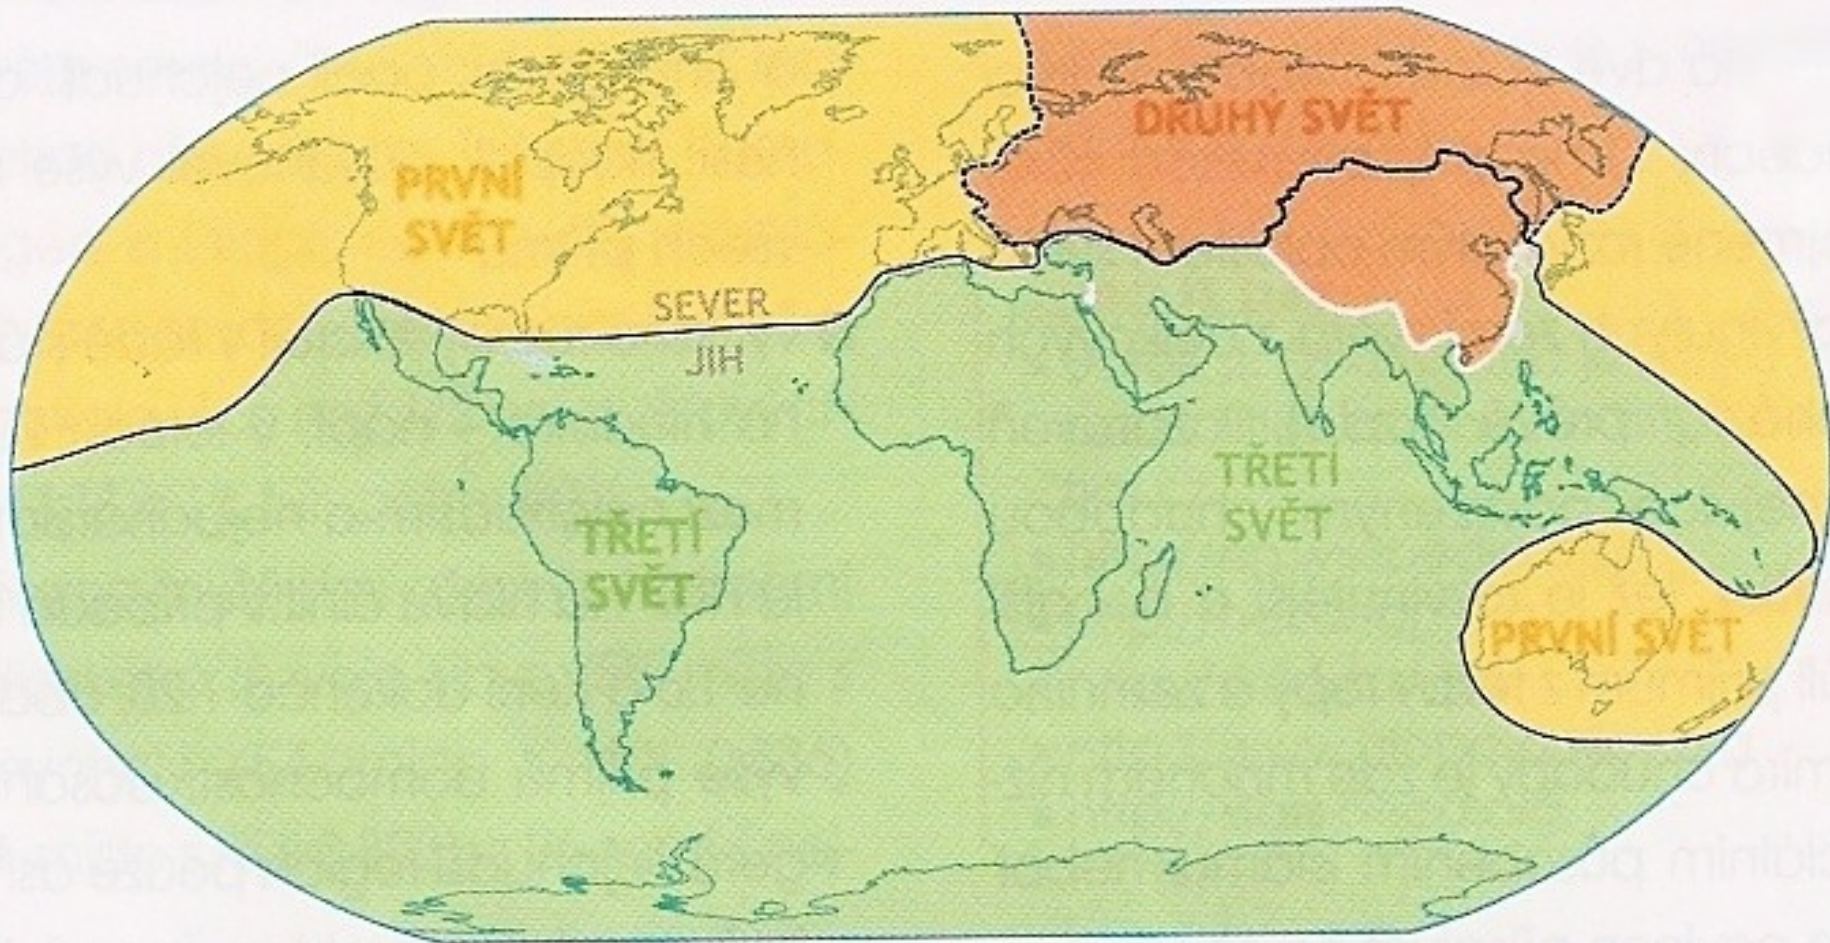 PRVNÍ
SVĚT
DRUHÝ SVĚT
SEVER
JIH
TŘETÍ
SVĚT
TŘETÍ
SVĚT
PRVNÍ SVĚT